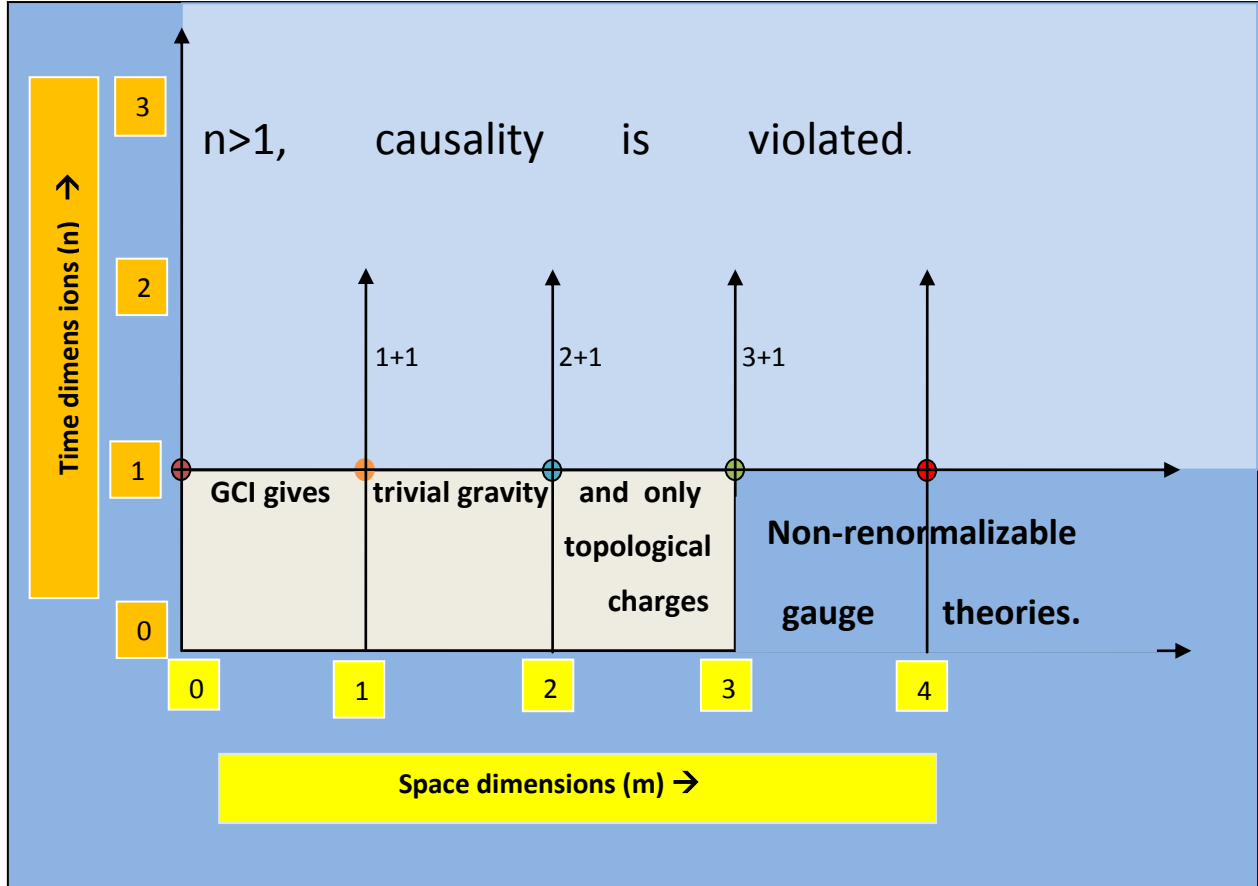 3
n>1, causality is violated.
Time dimens ions (n) →
2
1+1
2+1
3+1
1
GCI gives trivial gravity and only
topological
charges
Non-renormalizable
gauge theories.
0
0
1
2
3
4
Space dimensions (m) →